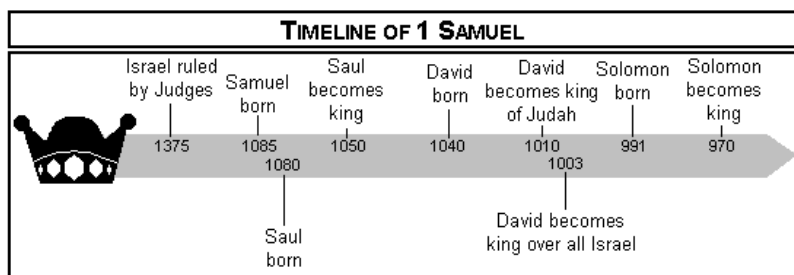 TIMELINE OF 1 SAMUEL
Israel ruled
by Judges
Samuel
born
Saul
becomes
king
David
born
David
becomes king
of Judah
Solomon
born
Solomon
becomes
king
1375
1085
1080
1050
1040
1010
1003
991
970
Saul
born
David becomes
king over all Israel